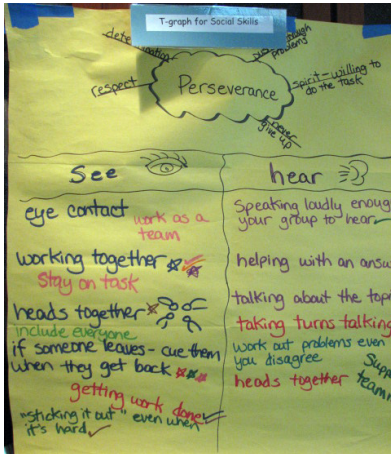 T-graph for Social Skills
problems
respect
Perseverance
spirit - willing to
do the task
never
give up
see
hear
eye contact
work as a
team
working together
stay on task
heads together
include everyone
if someone leaves - cue them
when they get back
getting work done
"sticking it out" even when
it's hard
Speaking loudly enoug
your group to hear
helping with an answ
talking about the top
taking turns talking
work out problems even
you disagree
heads together
Supp
team